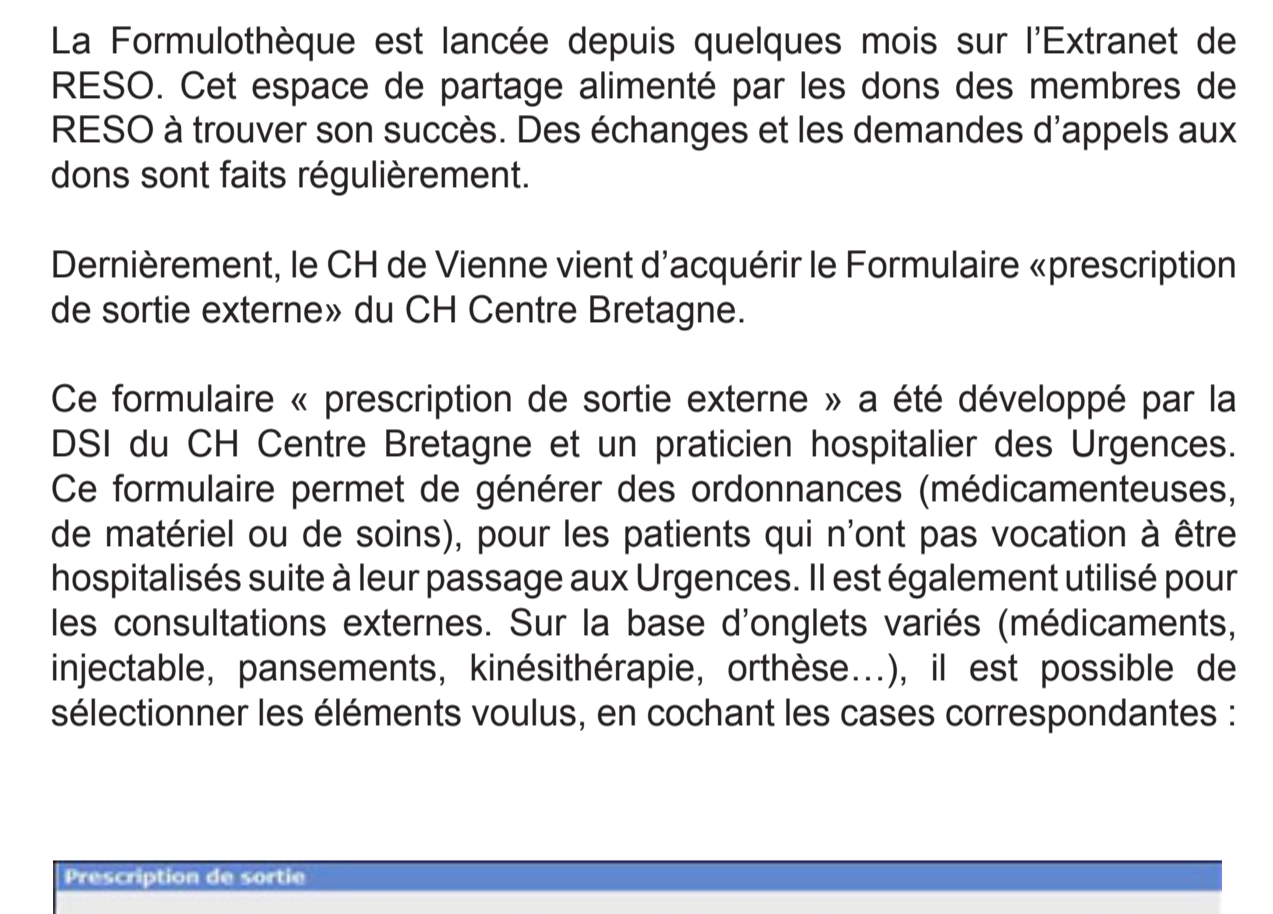 La Formulothèque est lancée depuis quelques mois sur l’Extranet de
RESO. Cet espace de partage alimenté par les dons des membres de
RESO à trouver son succès. Des échanges et les demandes d’appels aux
dons sont faits régulièrement.
Dernièrement, le CH de Vienne vient d’acquérir le Formulaire «prescription
de sortie externe» du CH Centre Bretagne.
Ce formulaire « prescription de sortie externe » a été développé par la
DSI du CH Centre Bretagne et un praticien hospitalier des Urgences.
Ce formulaire permet de générer des ordonnances (médicamenteuses,
de matériel ou de soins), pour les patients qui n’ont pas vocation à être
hospitalisés suite à leur passage aux Urgences. Il est également utilisé pour
les consultations externes. Sur la base d’onglets variés (médicaments,
injectable, pansements, kinésithérapie, orthèse…), il est possible de
sélectionner les éléments voulus, en cochant les cases correspondantes :
Prescription de sortie